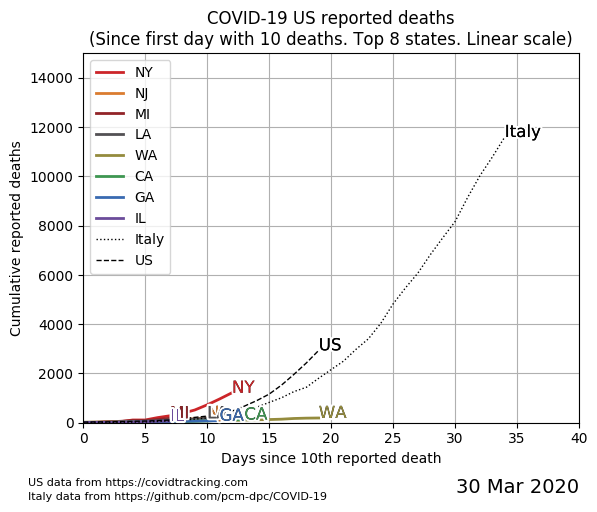 COVID-19 US reported deaths
(Since first day with 10 deaths. Top 8 states. Linear scale)
14000
12000
10000
8000
6000
4000
2000
0
Cumulative reported deaths
NY
NJ
MI
LA
WA
CA
GA
IL
Italy
US
Italy
US
NY
WA
CA
GA
IL
0 5 10 15 20 25 30 35 40
Days since 10th reported death
US data from https://covidtracking.com
Italy data from https://github.com/pcm-dpc/COVID-19
30 Mar 2020